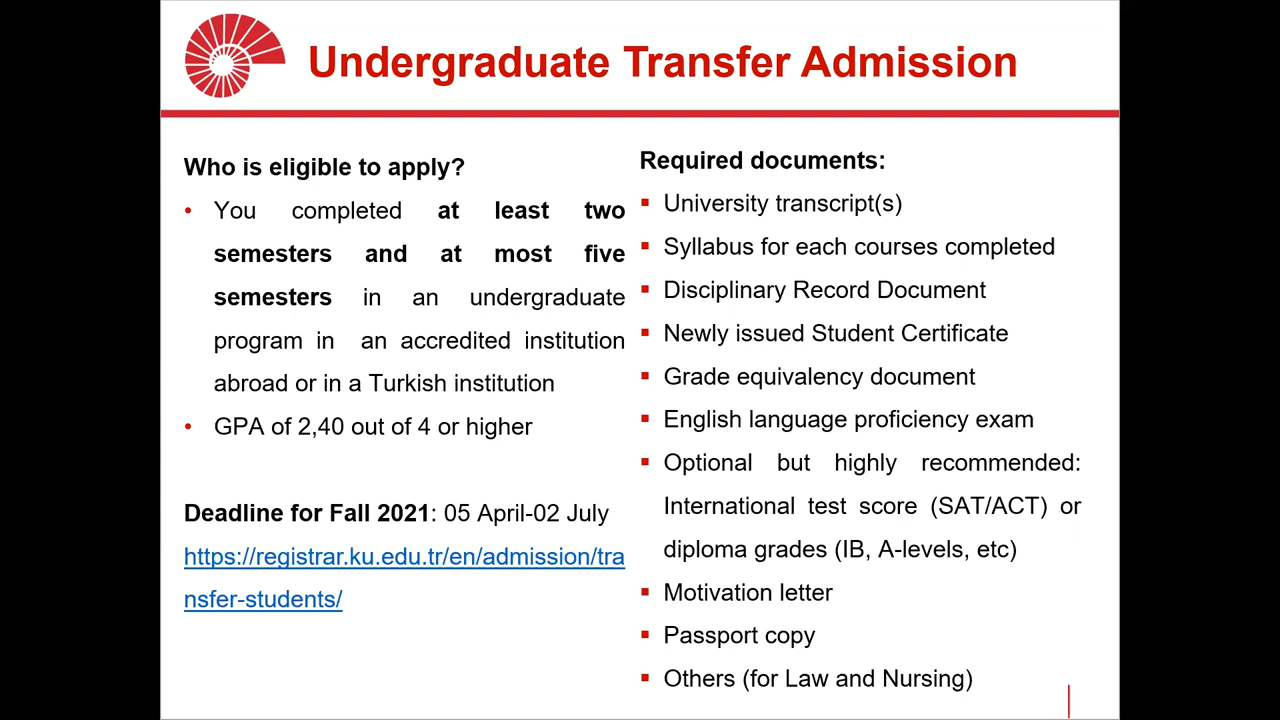 Undergraduate Transfer Admission
Who is eligible to apply?
• You completed at least two
semesters and at most five
semesters in an undergraduate
program in an accredited institution
abroad or in a Turkish institution
• GPA of 2,40 out of 4 or higher
Deadline for Fall 2021: 05 April-02 July
https://registrar.ku.edu.tr/en/admission/tra
nsfer-students/
Required documents:
▪ University transcript(s)
▪ Syllabus for each courses completed
▪ Disciplinary Record Document
▪ Newly issued Student Certificate
▪ Grade equivalency document
▪ English language proficiency exam
▪ Optional but highly recommended:
International test score (SAT/ACT) or
diploma grades (IB, A-levels, etc)
▪ Motivation letter
▪ Passport copy
▪ Others (for Law and Nursing)